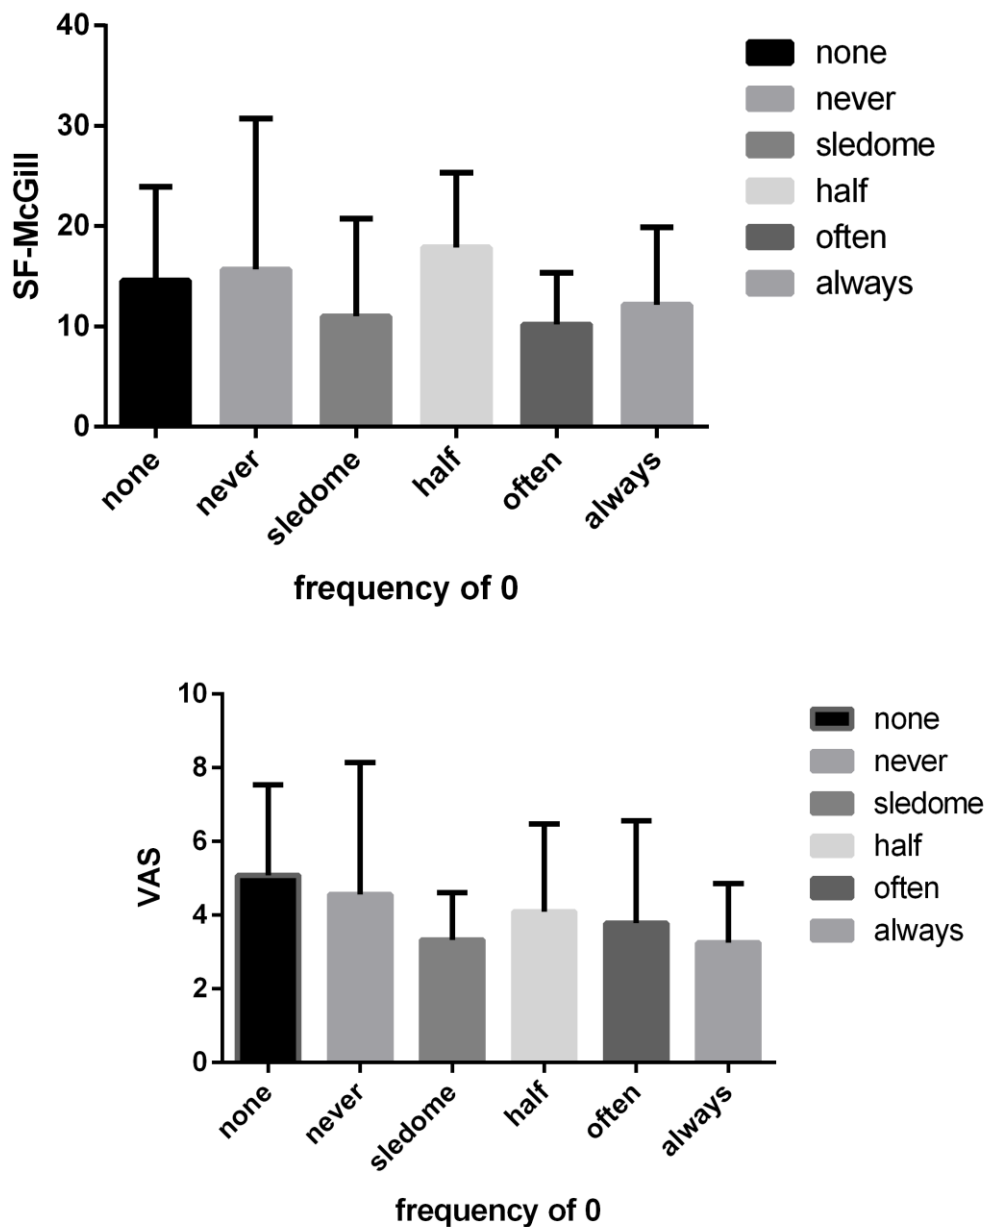 40
30
20
10
0
SF-McGill
none
never
sledome
half
often
always
frequency of 0
none
never
sledome
half
often
always
10
8
6
4
2
0
VAS
none
never
sledome
half
often
always
frequency of 0
none
never
sledome
half
often
always